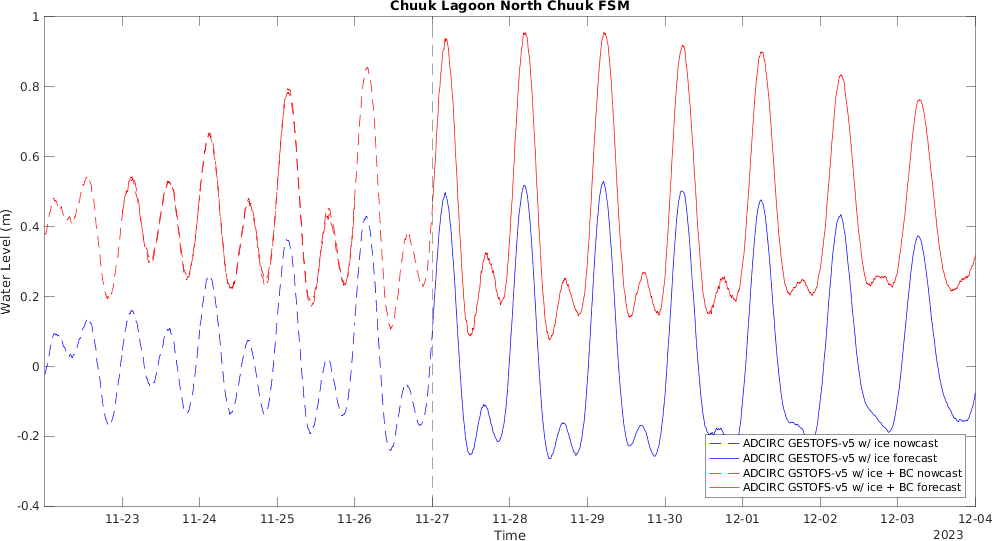 Chuuk Lagoon North Chuuk FSM
1
0.8
0.6
0.4
0.2
0
-0.2
-0.4
Water Level (m)
ADCIRC GESTOFS-v5 w/ ice nowcast
ADCIRC GESTOFS-v5 w/ ice forecast
ADCIRC GSTOFS-v5 w/ ice + BC nowcast
ADCIRC GSTOFS-v5 w/ ice + BC forecast
11-23 11-24 11-25 11-26 11-27 11-28 11-29 11-30 12-01 12-02 12-03 12-04
Time
2023